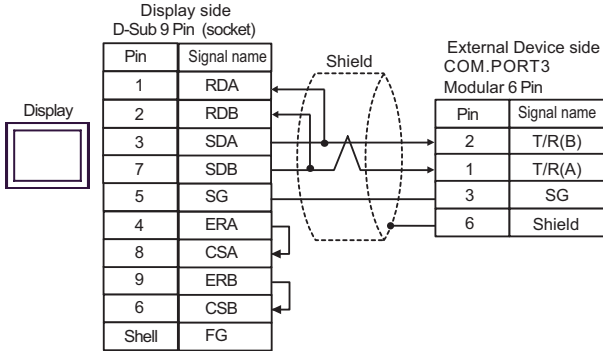 Display side
D-Sub 9 Pin (socket)
Pin Signal name
1 RDA
2 RDB
3 SDA
7 SDB
5 SG
4 ERA
8 CSA
9 ERB
6 CSB
Shell FG
Display
Shield
External Device side
COM.PORT3
Modular 6 Pin
Pin Signal name
2 T/R(B)
1 T/R(A)
3 SG
6 Shield